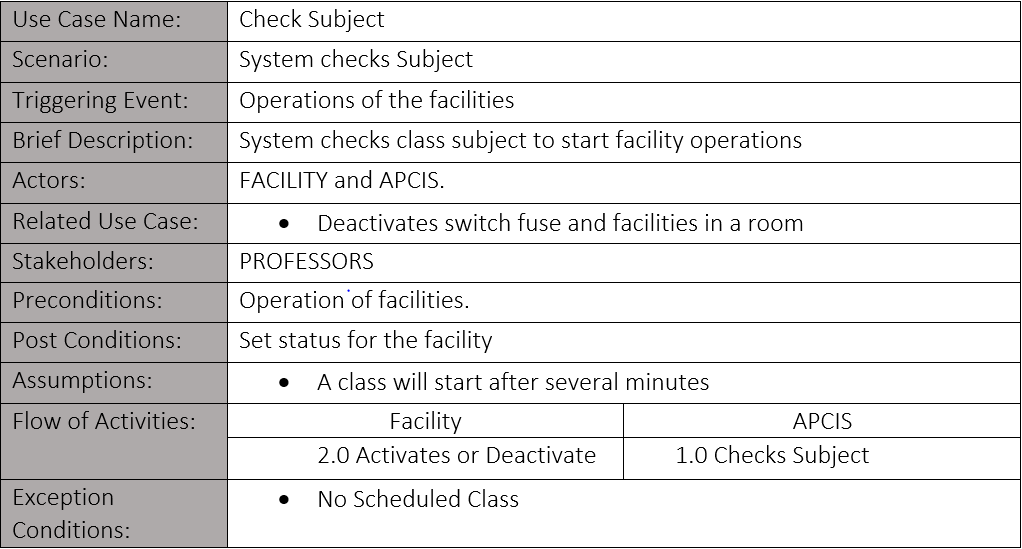 Use Case Name: Check Subject
Scenario: System checks Subject
Triggering Event: Operations of the facilities
Brief Description: System checks class subject to start facility operations
Actors: FACILITY and APCIS.
Related Use Case: • Deactivates switch fuse and facilities in a room
Stakeholders: PROFESSORS
Preconditions: Operation of facilities.
Post Conditions: Set status for the facility
Assumptions: • A class will start after several minutes
Flow of Activities: Facility APCIS
2.0 Activates or Deactivate 1.0 Checks Subject
Exception • No Scheduled Class
Conditions: